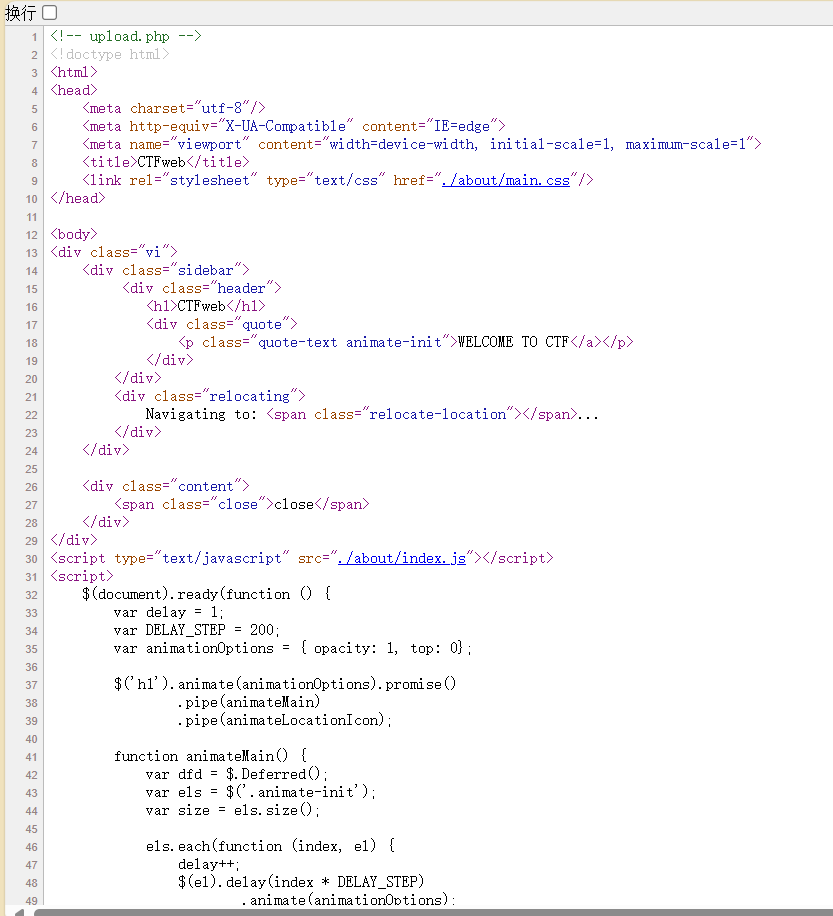 换行
1 <!-- upload.php -->
2 <!doctype html>
3 <html>
4 <head>
5 <meta charset="utf-8"/>
6 <meta http-equiv="X-UA-Compatible" content="IE=edge">
7 <meta name="viewport" content="width=device-width, initial-scale=1, maximum-scale=1">
8 <title>CTFweb</title>
9 <link rel="stylesheet" type="text/css" href="./about/main.css"/>
10 </head>
11
12 <body>
13 <div class="vi">
14 <div class="sidebar">
15 <div class="header">
16 <h1>CTFweb</h1>
17 <div class="quote">
18 <p class="quote-text animate-init">WELCOME TO CTF</a></p>
19 </div>
20 </div>
21 <div class="relocating">
22 Navigating to: <span class="relocate-location"></span>...
23 </div>
24 </div>
25
26 <div class="content">
27 <span class="close">close</span>
28 </div>
29 </div>
30 <script type="text/javascript" src="./about/index.js"></script>
31 <script>
32 $(document).ready(function () {
33 var delay = 1;
34 var DELAY_STEP = 200;
35 var animationOptions = { opacity: 1, top: 0};
36
37 $('h1').animate(animationOptions).promise()
38 .pipe(animateMain)
39 .pipe(animateLocationIcon);
40
41 function animateMain() {
42 var dfd = $.Deferred();
43 var els = $('.animate-init');
44 var size = els.size();
45
46 els.each(function (index, el) {
47 delay++;
48 $(el).delay(index * DELAY_STEP)
49 .animate(animationOptions);